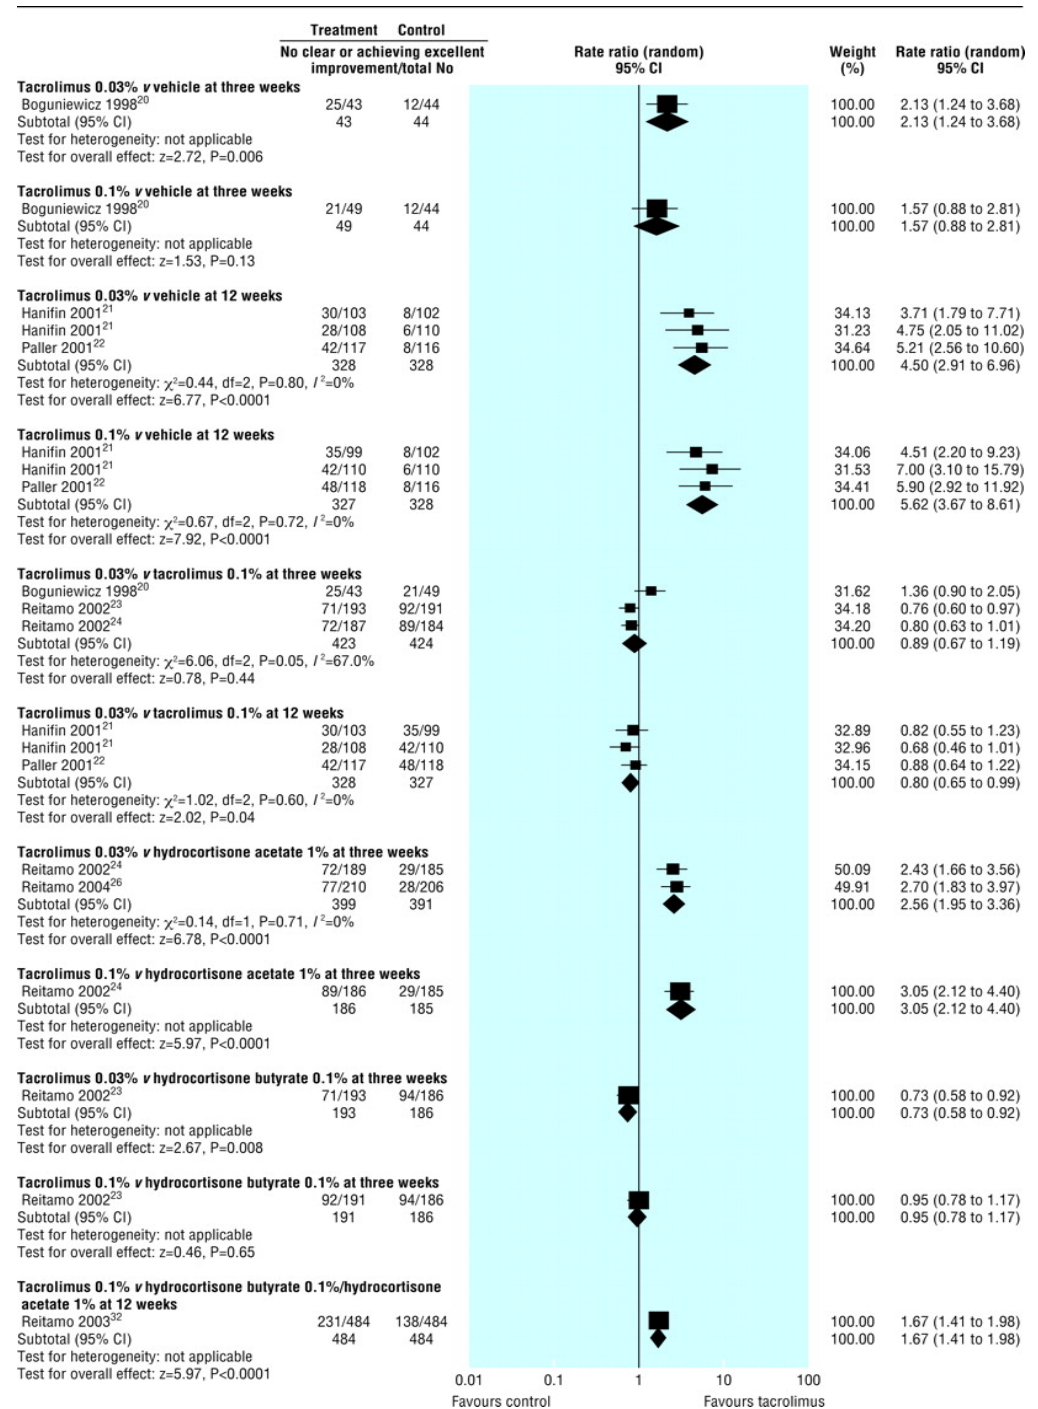 Treatment Control
No clear or achieving excellent improvement/total No
Rate ratio (random) 95% CI
Weight (%)
Rate ratio (random) 95% CI
Tacrolimus 0.03% v vehicle at three weeks
Boguniewicz 1998²⁰ 25/43 12/44 100.00 2.13 (1.24 to 3.68)
Subtotal (95% CI) 43 44 100.00 2.13 (1.24 to 3.68)
Test for heterogeneity: not applicable
Test for overall effect: z=2.72, P=0.006
Tacrolimus 0.1% v vehicle at three weeks
Boguniewicz 1998²⁰ 21/49 12/44 100.00 1.57 (0.88 to 2.81)
Subtotal (95% CI) 49 44 100.00 1.57 (0.88 to 2.81)
Test for heterogeneity: not applicable
Test for overall effect: z=1.53, P=0.13
Tacrolimus 0.03% v vehicle at 12 weeks
Hanifin 2001²¹ 30/103 8/102 34.13 3.71 (1.79 to 7.71)
Hanifin 2001²¹ 28/108 6/110 31.23 4.75 (2.05 to 11.02)
Paller 2001²² 42/117 8/116 34.64 5.21 (2.56 to 10.60)
Subtotal (95% CI) 328 328 100.00 4.50 (2.91 to 6.96)
Test for heterogeneity: χ²=0.44, df=2, P=0.80, I²=0%
Test for overall effect: z=6.77, P<0.0001
Tacrolimus 0.1% v vehicle at 12 weeks
Hanifin 2001²¹ 35/99 8/102 34.06 4.51 (2.20 to 9.23)
Hanifin 2001²¹ 42/110 6/110 31.53 7.00 (3.10 to 15.79)
Paller 2001²² 48/118 8/116 34.41 5.90 (2.92 to 11.92)
Subtotal (95% CI) 327 328 100.00 5.62 (3.67 to 8.61)
Test for heterogeneity: χ²=0.67, df=2, P=0.72, I²=0%
Test for overall effect: z=7.92, P<0.0001
Tacrolimus 0.03% v tacrolimus 0.1% at three weeks
Boguniewicz 1998²⁰ 25/43 21/49 31.62 1.36 (0.90 to 2.05)
Reitamo 2002²³ 71/193 92/191 34.18 0.76 (0.60 to 0.97)
Reitamo 2002²⁴ 72/187 89/184 34.20 0.80 (0.63 to 1.01)
Subtotal (95% CI) 423 424 100.00 0.89 (0.67 to 1.19)
Test for heterogeneity: χ²=6.06, df=2, P=0.05, I²=67.0%
Test for overall effect: z=0.78, P=0.44
Tacrolimus 0.03% v tacrolimus 0.1% at 12 weeks
Hanifin 2001²¹ 30/103 35/99 32.89 0.82 (0.55 to 1.23)
Hanifin 2001²¹ 28/108 42/110 32.96 0.68 (0.46 to 1.01)
Paller 2001²² 42/117 48/118 34.15 0.88 (0.64 to 1.22)
Subtotal (95% CI) 328 327 100.00 0.80 (0.65 to 0.99)
Test for heterogeneity: χ²=1.02, df=2, P=0.60, I²=0%
Test for overall effect: z=2.02, P=0.04
Tacrolimus 0.03% v hydrocortisone acetate 1% at three weeks
Reitamo 2002²⁴ 72/189 29/185 50.09 2.43 (1.66 to 3.56)
Reitamo 2004²⁶ 77/210 28/206 49.91 2.70 (1.83 to 3.97)
Subtotal (95% CI) 399 391 100.00 2.56 (1.95 to 3.36)
Test for heterogeneity: χ²=0.14, df=1, P=0.71, I²=0%
Test for overall effect: z=6.78, P<0.0001
Tacrolimus 0.1% v hydrocortisone acetate 1% at three weeks
Reitamo 2002²⁴ 89/186 29/185 100.00 3.05 (2.12 to 4.40)
Subtotal (95% CI) 186 185 100.00 3.05 (2.12 to 4.40)
Test for heterogeneity: not applicable
Test for overall effect: z=5.97, P<0.0001
Tacrolimus 0.03% v hydrocortisone butyrate 0.1% at three weeks
Reitamo 2002²³ 71/193 94/186 100.00 0.73 (0.58 to 0.92)
Subtotal (95% CI) 193 186 100.00 0.73 (0.58 to 0.92)
Test for heterogeneity: not applicable
Test for overall effect: z=2.67, P=0.008
Tacrolimus 0.1% v hydrocortisone butyrate 0.1% at three weeks
Reitamo 2002²³ 92/191 94/186 100.00 0.95 (0.78 to 1.17)
Subtotal (95% CI) 191 186 100.00 0.95 (0.78 to 1.17)
Test for heterogeneity: not applicable
Test for overall effect: z=0.46, P=0.65
Tacrolimus 0.1% v hydrocortisone butyrate 0.1%/hydrocortisone
acetate 1% at 12 weeks
Reitamo 2003³² 231/484 138/484 100.00 1.67 (1.41 to 1.98)
Subtotal (95% CI) 484 484 100.00 1.67 (1.41 to 1.98)
Test for heterogeneity: not applicable
Test for overall effect: z=5.97, P<0.0001
0.01 0.1 1 10 100
Favours control Favours tacrolimus